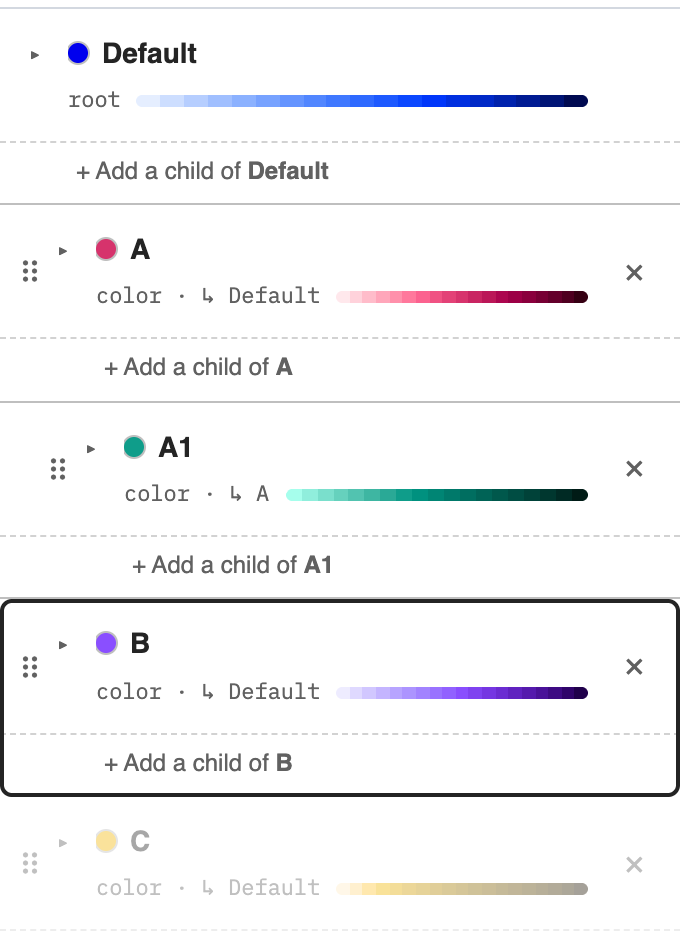 Default
root
+ Add a child of Default
A
color · ↳ Default
+ Add a child of A
A1
color · ↳ A
+ Add a child of A1
B
color · ↳ Default
+ Add a child of B
C
color · ↳ Default